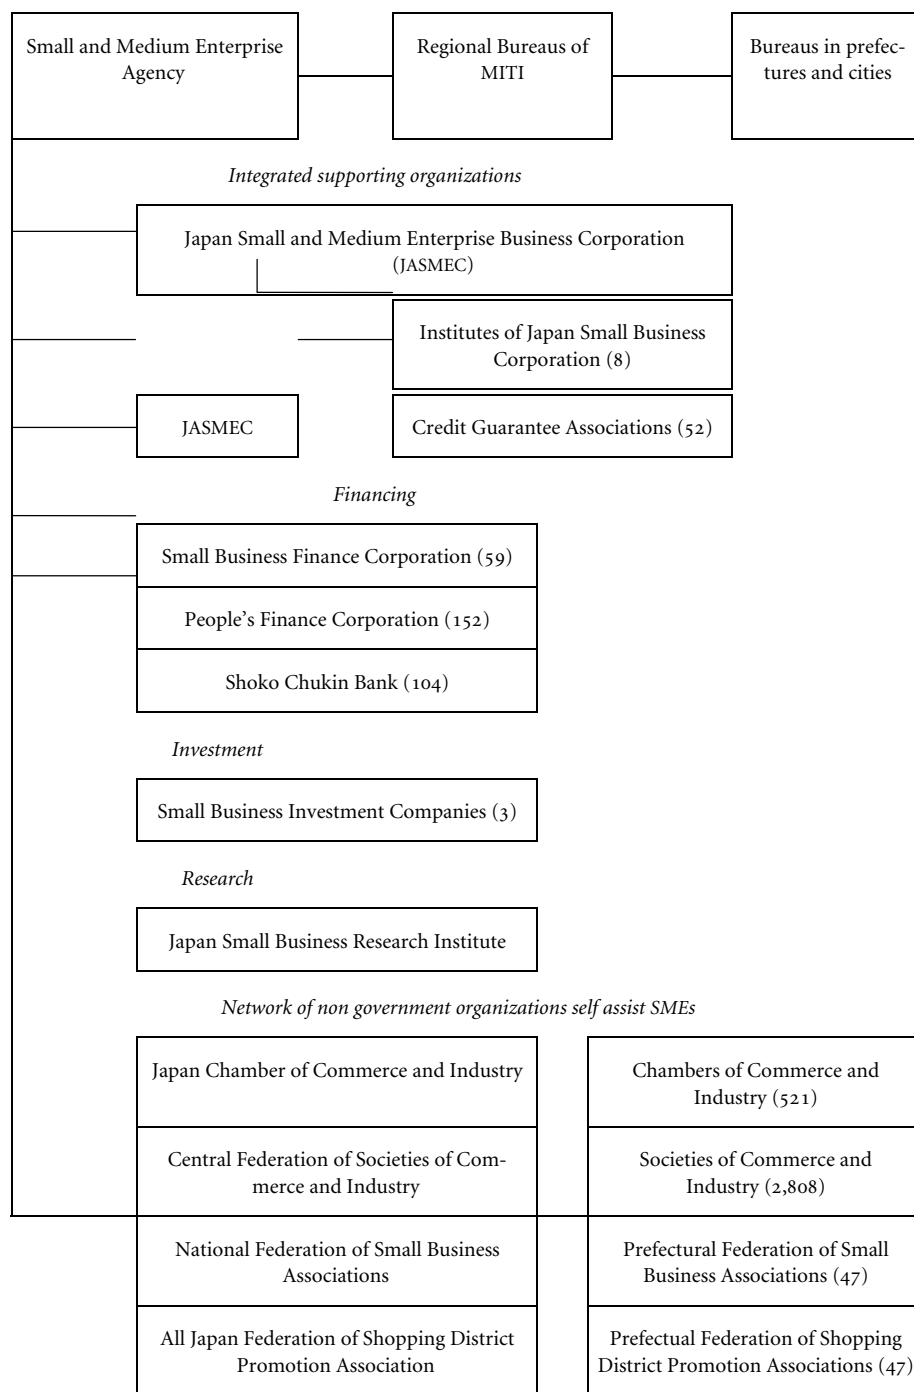 Small and Medium Enterprise
Agency
Regional Bureaus of
MITI
Bureaus in prefec-
tures and cities
Integrated supporting organizations
Japan Small and Medium Enterprise Business Corporation
(JASMEC)
Institutes of Japan Small Business
Corporation (8)
JASMEC
Credit Guarantee Associations (52)
Financing
Small Business Finance Corporation (59)
People's Finance Corporation (152)
Shoko Chukin Bank (104)
Investment
Small Business Investment Companies (3)
Research
Japan Small Business Research Institute
Network of non government organizations self assist SMEs
Japan Chamber of Commerce and Industry
Chambers of Commerce and
Industry (521)
Central Federation of Societies of Com-
merce and Industry
Societies of Commerce and
Industry (2,808)
National Federation of Small Business
Associations
Prefectural Federation of Small
Business Associations (47)
All Japan Federation of Shopping District
Promotion Association
Prefectual Federation of Shopping
District Promotion Associations (47)